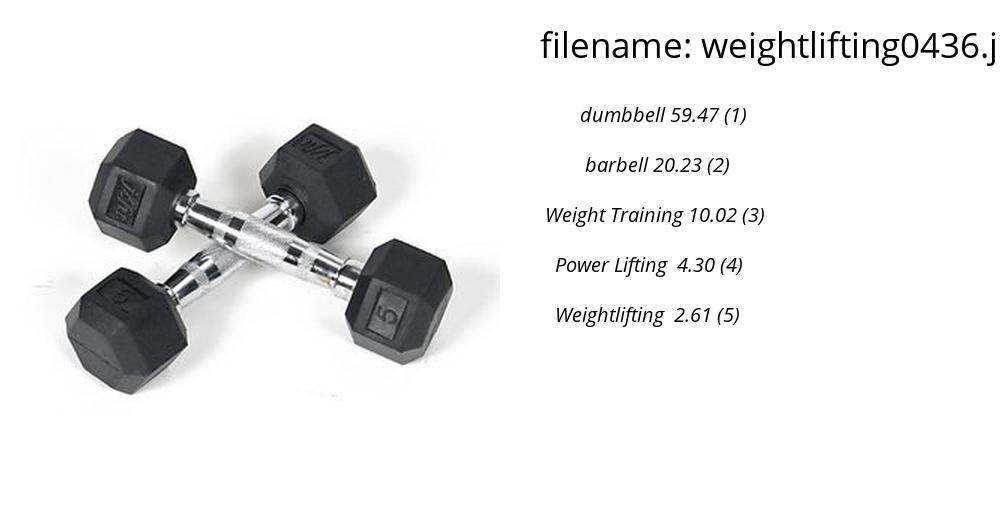 filename: weightlifting0436.j
dumbbell 59.47 (1)
barbell 20.23 (2)
Weight Training 10.02 (3)
Power Lifting 4.30 (4)
Weightlifting 2.61 (5)
5
5